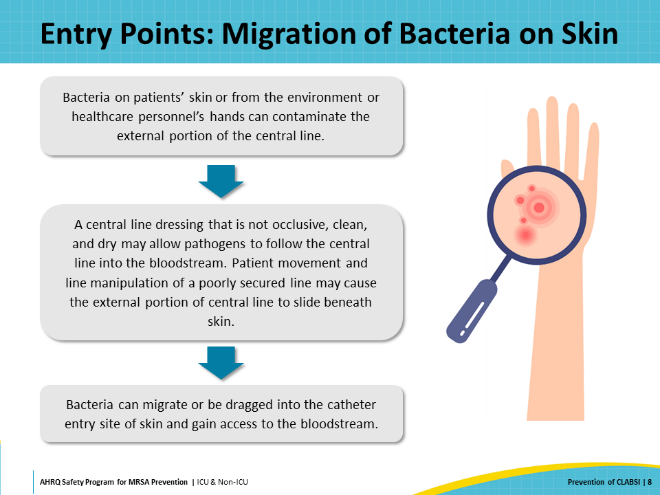 Entry Points: Migration of Bacteria on Skin
Bacteria on patients’ skin or from the environment or
healthcare personnel’s hands can contaminate the
external portion of the central line.
A central line dressing that is not occlusive, clean,
and dry may allow pathogens to follow the central
line into the bloodstream. Patient movement and
line manipulation of a poorly secured line may cause
the external portion of central line to slide beneath
skin.
Bacteria can migrate or be dragged into the catheter
entry site of skin and gain access to the bloodstream.
AHRQ Safety Program for MRSA Prevention | ICU & Non-ICU
Prevention of CLABSI | 8